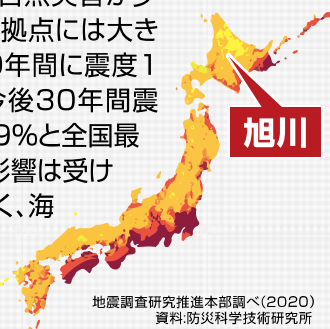 拠点には大き
年間に震度1
今後30年間震
9%と全国最
影響は受け
く、海
旭川
地震調査研究推進本部調べ(2020)
資料:防災科学技術研究所